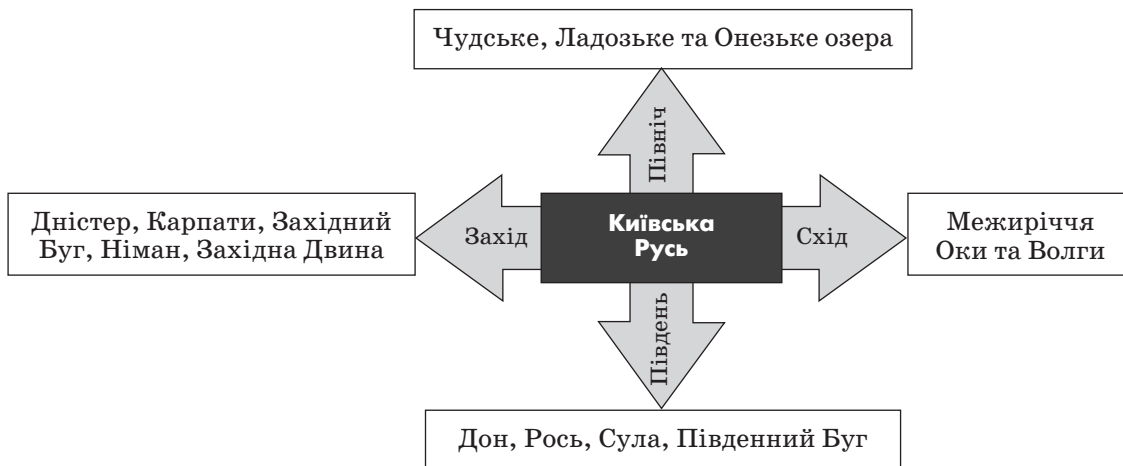 Чудське, Ладозьке та Онезьке озера
Північ
Дністер, Карпати, Західний
Буг, Німан, Західна Двина
Захід
Київська
Русь
Схід
Межиріччя
Оки та Волги
Південь
Дон, Рось, Сула, Південний Буг